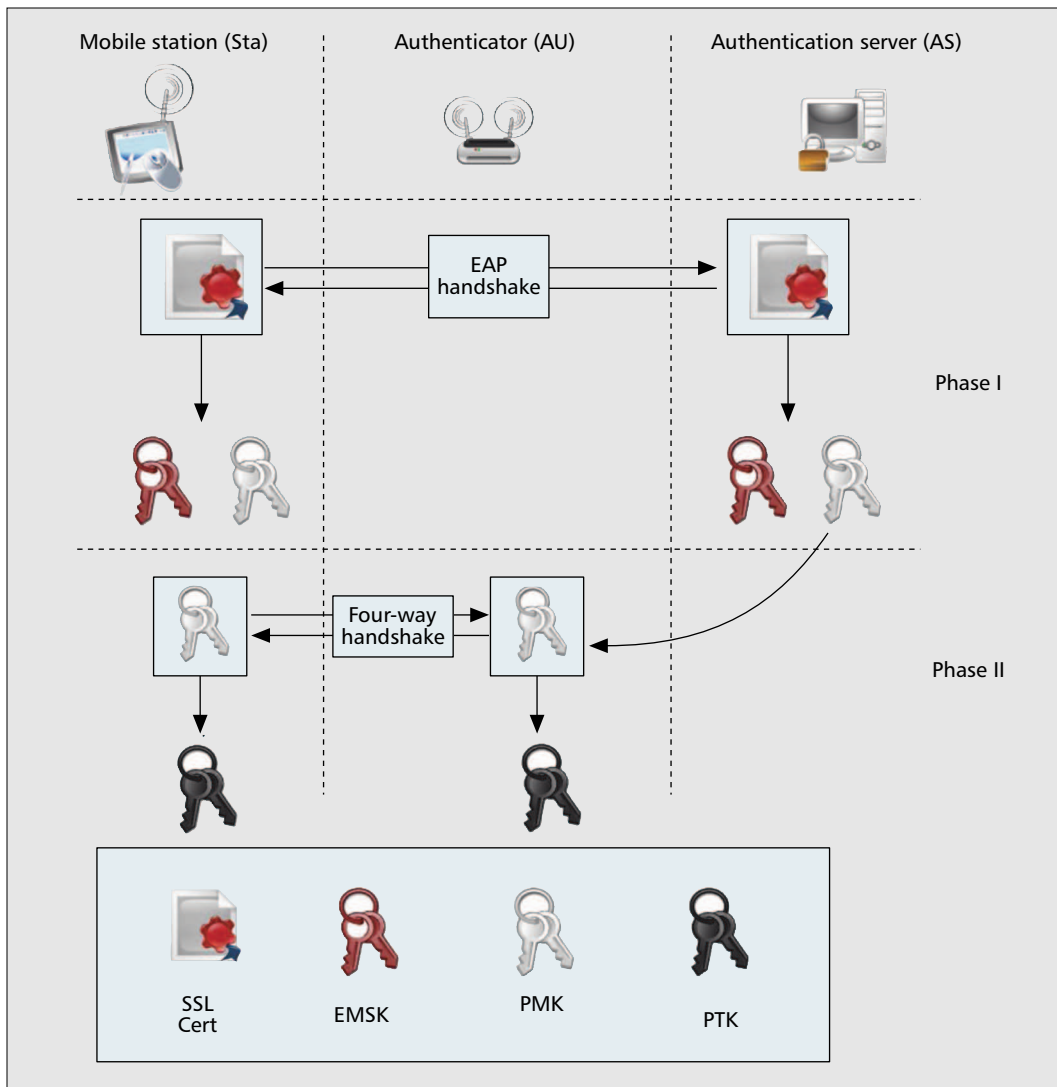 Mobile station (Sta)
Authenticator (AU)
Authentication server (AS)
EAP
handshake
Phase I
Four-way
handshake
Phase II
SSL
Cert
EMSK
PMK
PTK